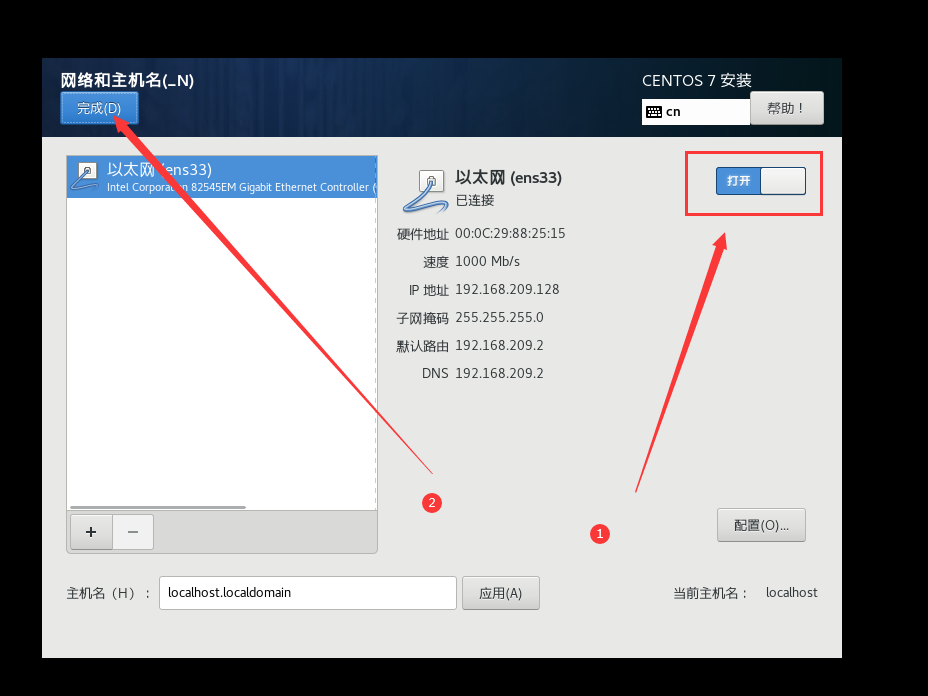 网络和主机名(_N)
CENTOS 7 安装
完成(D)
cn
帮助！
以太网 (ens33)
Intel Corporation 82545EM Gigabit Ethernet Controller (
以太网 (ens33)
已连接
打开
硬件地址 00:0C:29:88:25:15
速度 1000 Mb/s
IP 地址 192.168.209.128
子网掩码 255.255.255.0
默认路由 192.168.209.2
DNS 192.168.209.2
2
1
+ −
配置(O)...
主机名（H）： localhost.localdomain 应用(A) 当前主机名： localhost